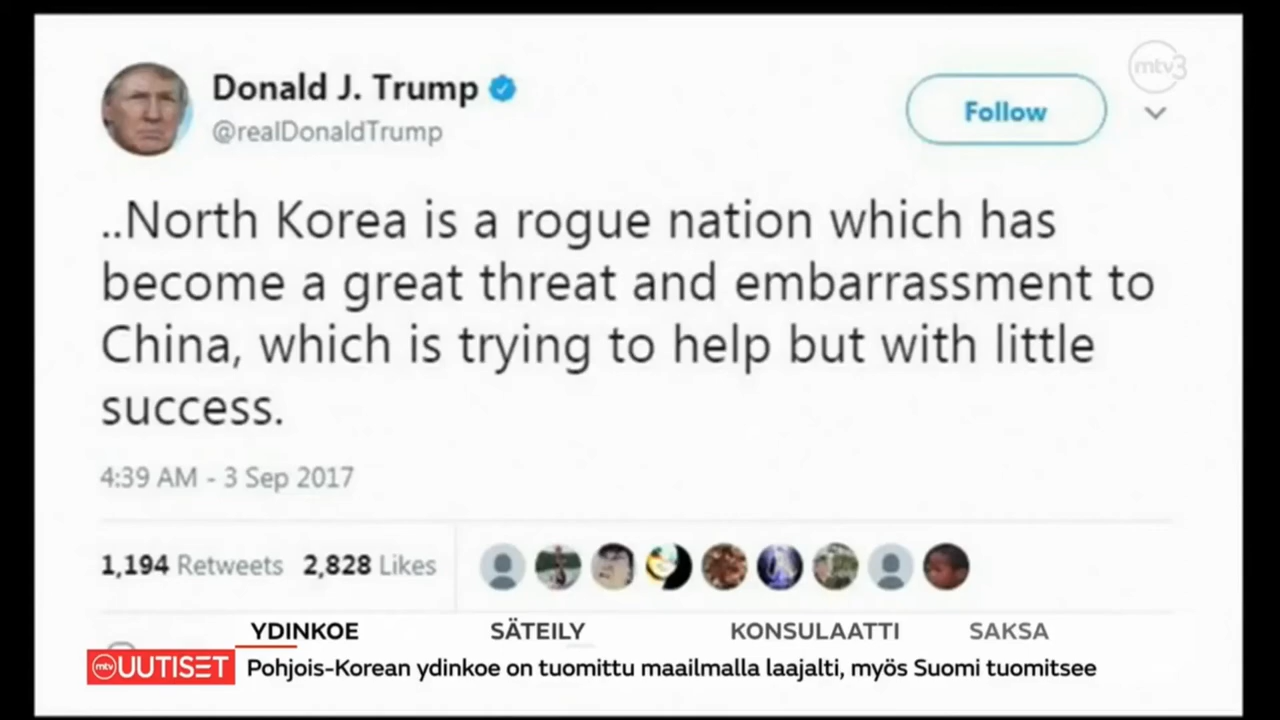 mtv3
Donald J. Trump
@realDonaldTrump
Follow
..North Korea is a rogue nation which has
become a great threat and embarrassment to
China, which is trying to help but with little
success.
4:39 AM - 3 Sep 2017
1,194 Retweets 2,828 Likes
YDINKOE SÄTEILY KONSULAATTI SAKSA
mtv UUTISET Pohjois-Korean ydinkoe on tuomittu maailmalla laajalti, myös Suomi tuomitsee